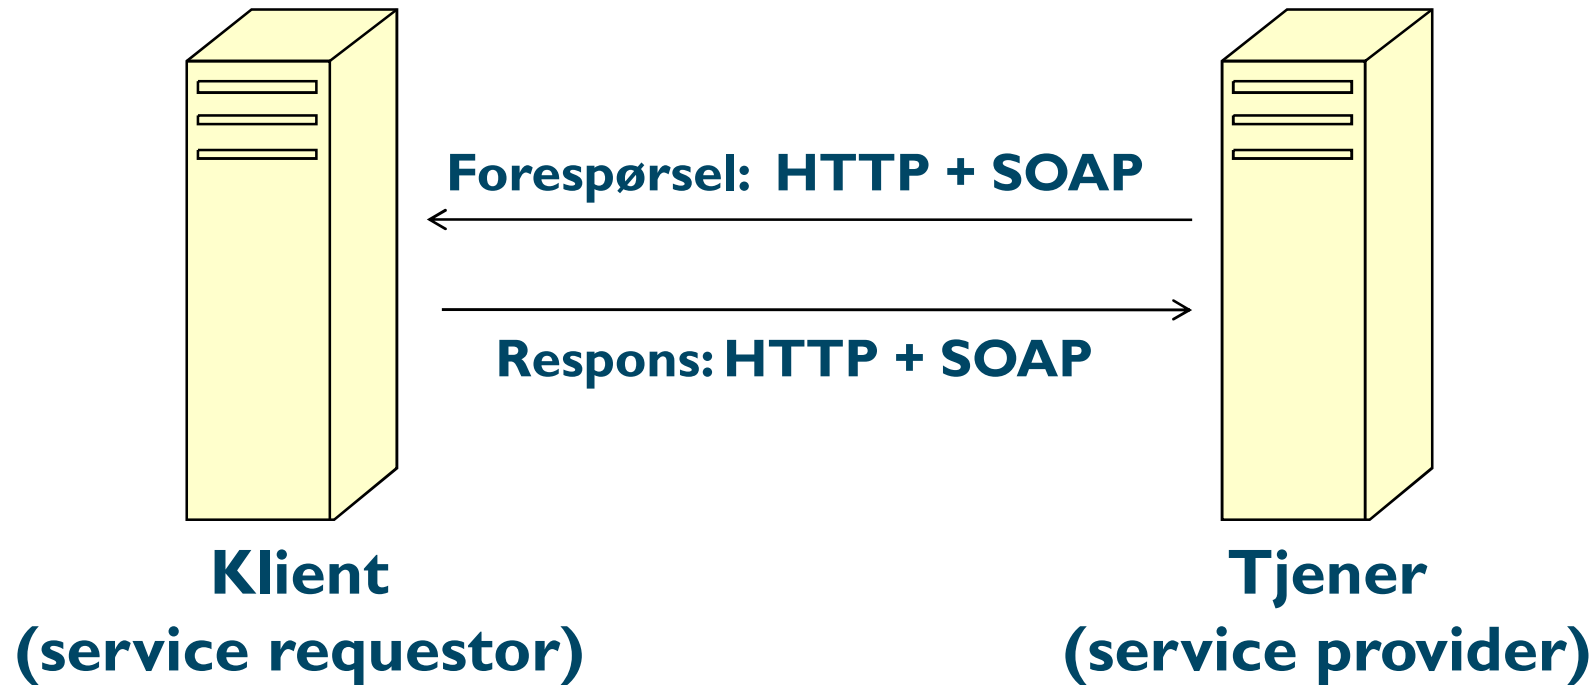 Forespørsel: HTTP + SOAP
Respons: HTTP + SOAP
Klient
(service requestor)
Tjener
(service provider)